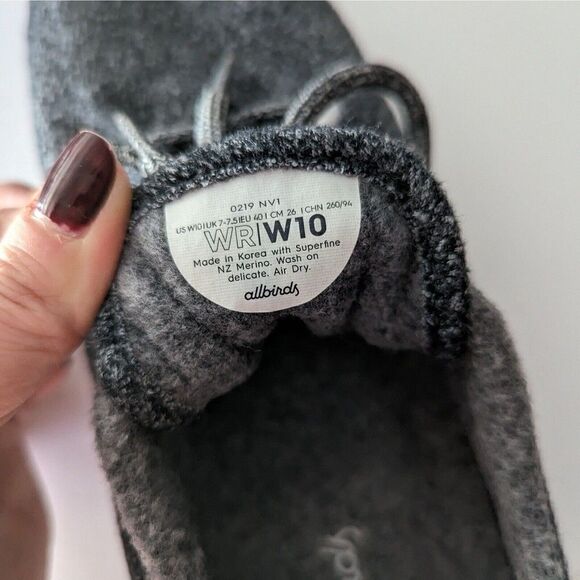 0219 NV1
US W10 | UK 7-7.5 | EU 40 | CM 26 | CHN 260/94
WR|W10
Made in Korea with Superfine
NZ Merino. Wash on
delicate. Air Dry.
allbirds